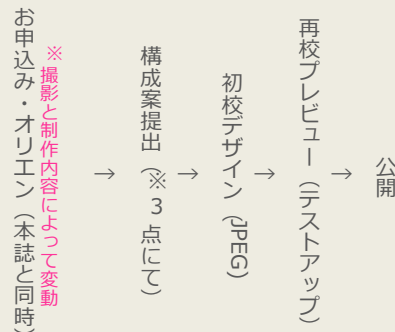 お申込み・オリエン（本誌と同時）
※撮影と制作内容によって変動
→
構成案提出（※3点にて）
→
初校デザイン（JPEG）
→
再校プレビュー（テストアップ）
→
公開